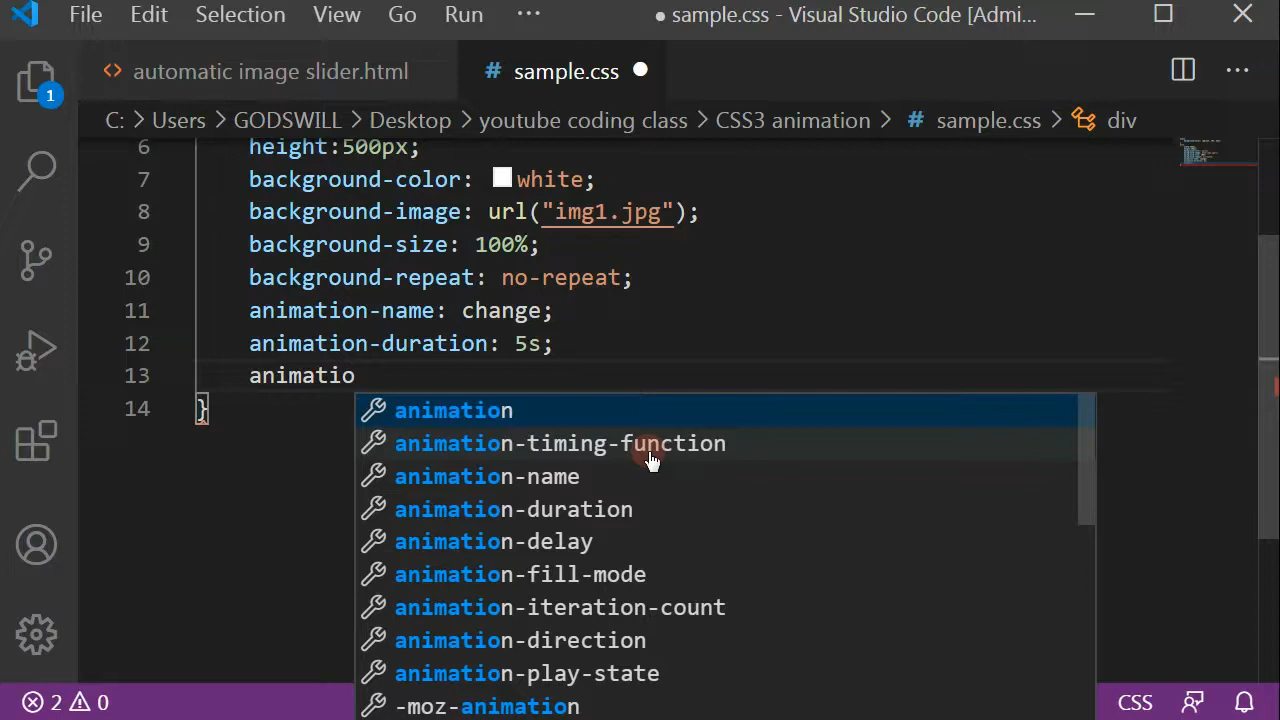 File Edit Selection View Go Run ··· ● sample.css - Visual Studio Code [Admi...
automatic image slider.html # sample.css ● ···
1
C: > Users > GODSWILL > Desktop > youtube coding class > CSS3 animation > # sample.css > div
6 height:500px;
7 background-color: white;
8 background-image: url("img1.jpg");
9 background-size: 100%;
10 background-repeat: no-repeat;
11 animation-name: change;
12 animation-duration: 5s;
13 animatio
14 }
animation
animation-timing-function
animation-name
animation-duration
animation-delay
animation-fill-mode
animation-iteration-count
animation-direction
animation-play-state
-moz-animation
2 0 CSS